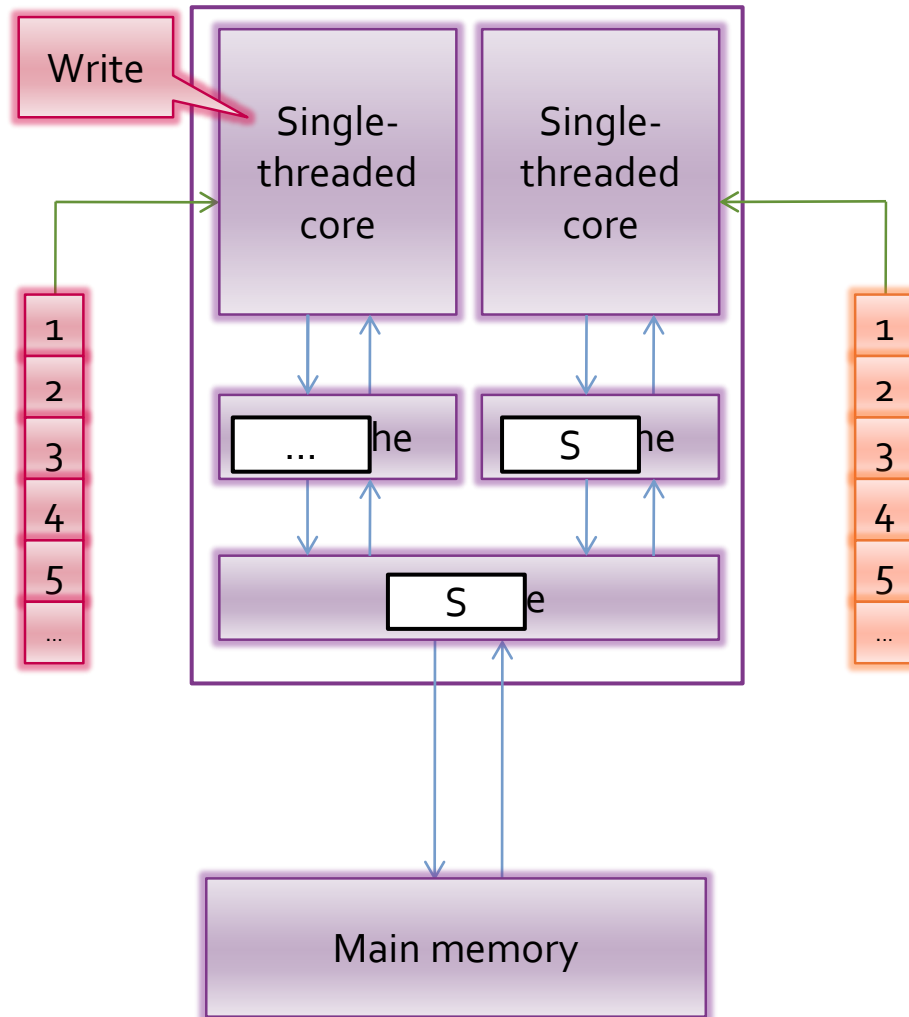 Write
Single-
threaded
core
Single-
threaded
core
1
2
3
4
5
...
1
2
3
4
5
...
...
he
S
he
S
e
Main memory